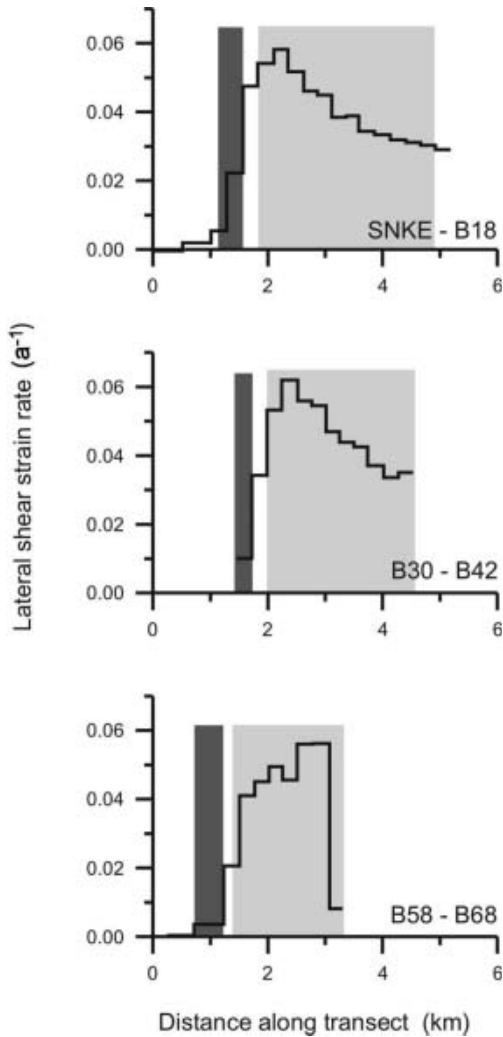 0.06
0.04
0.02
0.00
SNKE - B18
0 2 4 6
Lateral shear strain rate (a⁻¹)
0.06
0.04
0.02
0.00
B30 - B42
0 2 4 6
0.06
0.04
0.02
0.00
B58 - B68
0 2 4 6
Distance along transect (km)